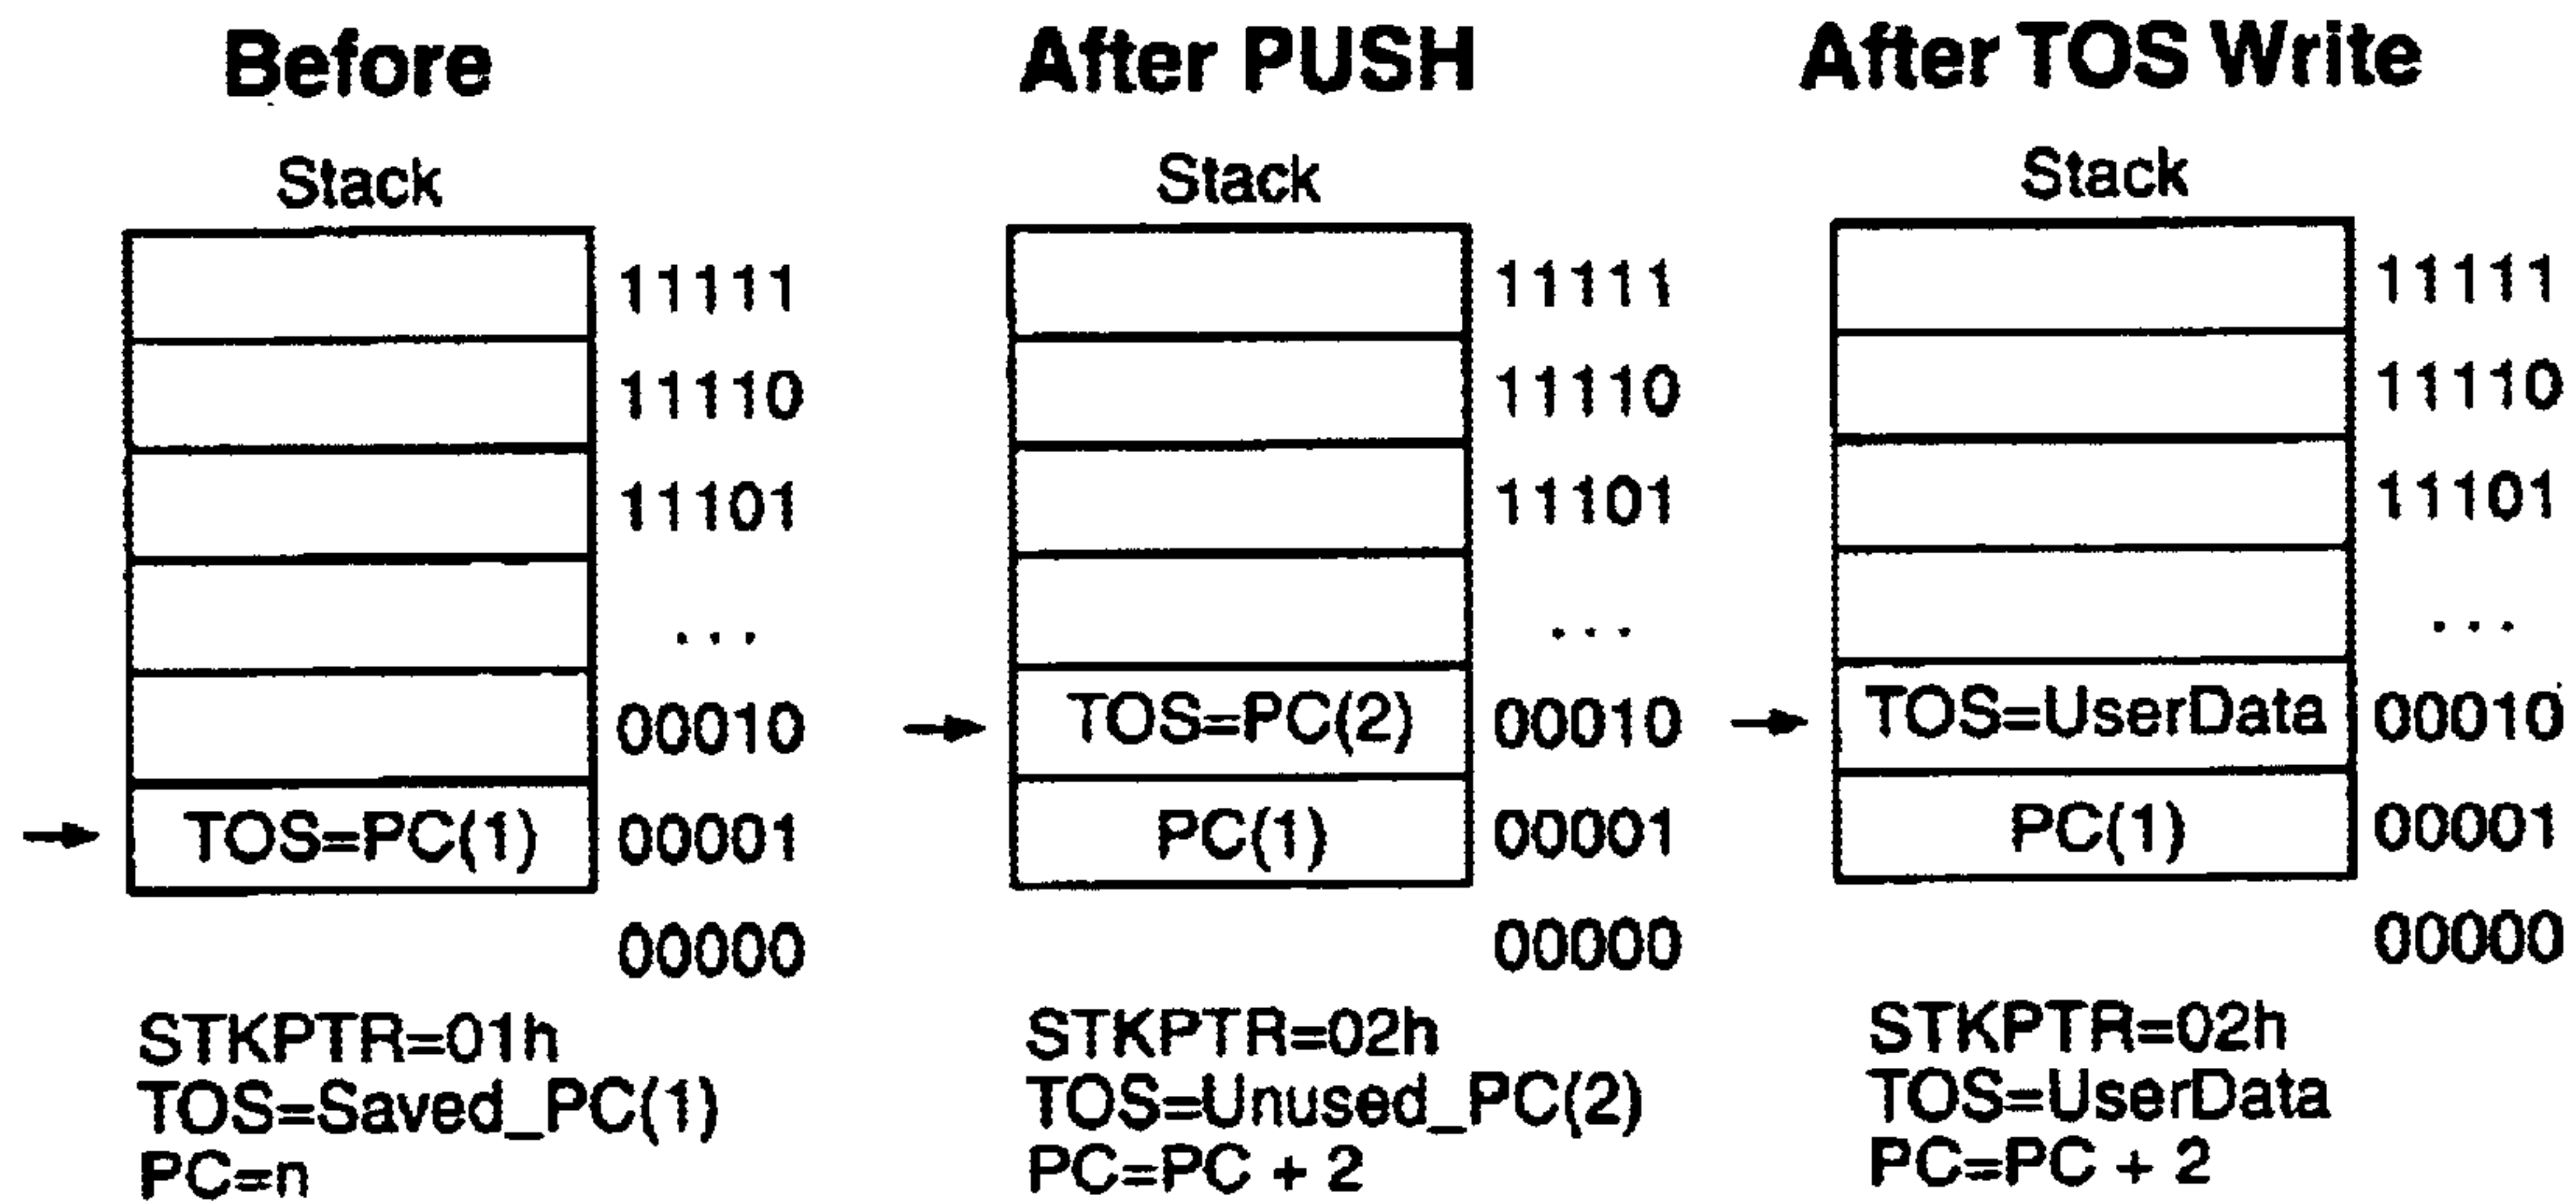 Before
Stack
11111
11110
11101
...
00010
TOS=PC(1) 00001
00000
STKPTR=01h
TOS=Saved_PC(1)
PC=n
After PUSH
Stack
11111
11110
11101
...
TOS=PC(2) 00010
PC(1) 00001
00000
STKPTR=02h
TOS=Unused_PC(2)
PC=PC + 2
After TOS Write
Stack
11111
11110
11101
...
TOS=UserData 00010
PC(1) 00001
00000
STKPTR=02h
TOS=UserData
PC=PC + 2